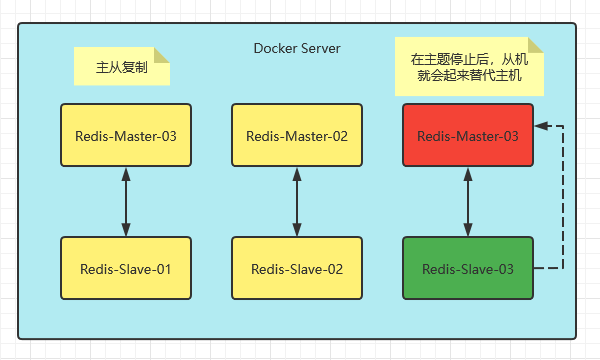 Docker Server
主从复制
在主题停止后，从机
就会起来替代主机
Redis-Master-03
Redis-Master-02
Redis-Master-03
Redis-Slave-01
Redis-Slave-02
Redis-Slave-03